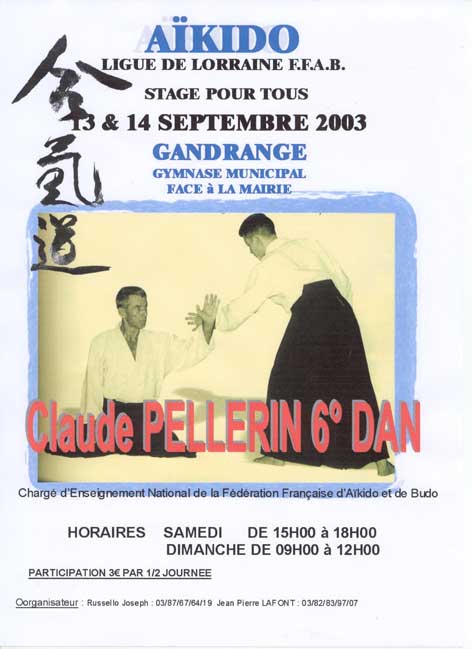 AÏKIDO
LIGUE DE LORRAINE F.F.A.B.
STAGE POUR TOUS
13 & 14 SEPTEMBRE 2003
GANDRANGE
GYMNASE MUNICIPAL
FACE à LA MAIRIE
合氣道
Claude PELLERIN 6° DAN
Chargé d'Enseignement National de la Fédération Française d'Aïkido et de Budo
HORAIRES SAMEDI DE 15H00 à 18H00
DIMANCHE DE 09H00 à 12H00
PARTICIPATION 3€ PAR 1/2 JOURNEE
Oorganisateur : Russello Joseph : 03/87/67/64/19 Jean Pierre LAFONT : 03/82/83/97/07